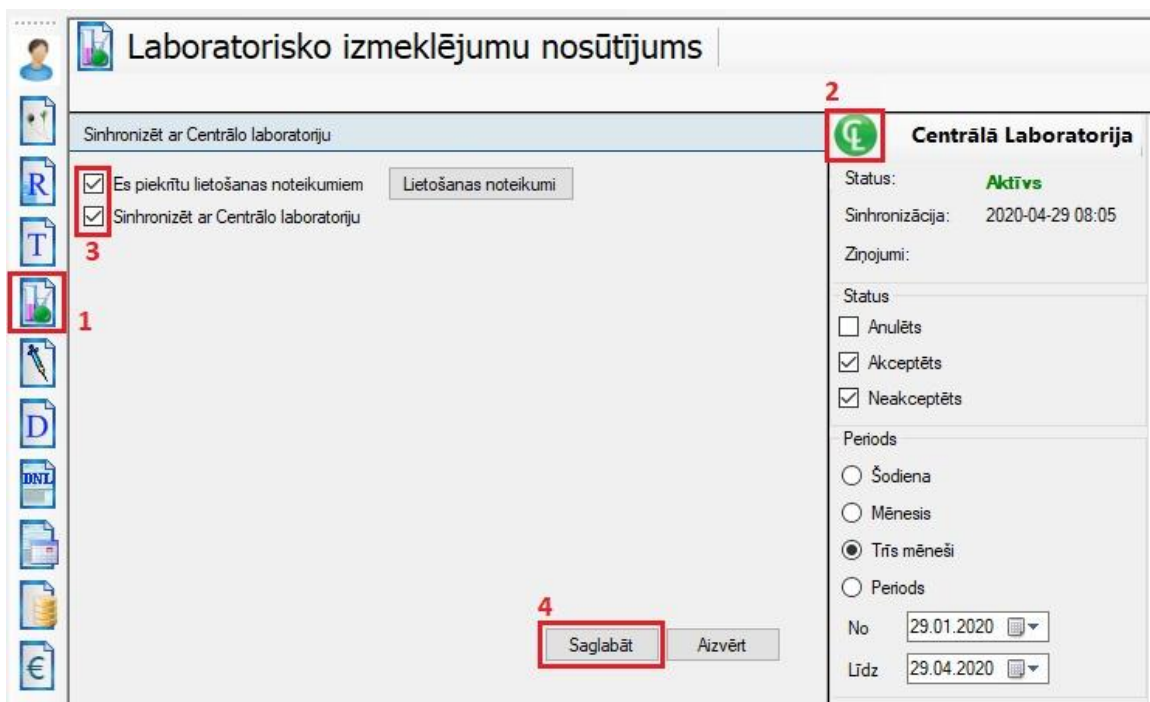 Laboratorisko izmeklējumu nosūtījums
2
Sinhronizēt ar Centrālo laboratoriju
CL
Centrālā Laboratorija
Es piekrītu lietošanas noteikumiem
Lietošanas noteikumi
Sinhronizēt ar Centrālo laboratoriju
3
1
R
T
D
DNL
€
4
Saglabāt
Aizvērt
Status:
Aktīvs
Sinhronizācija:
2020-04-29 08:05
Ziņojumi:
Status
Anulēts
Akceptēts
Neakceptēts
Periods
Šodiena
Mēnesis
Trīs mēneši
Periods
No
29.01.2020
Līdz
29.04.2020